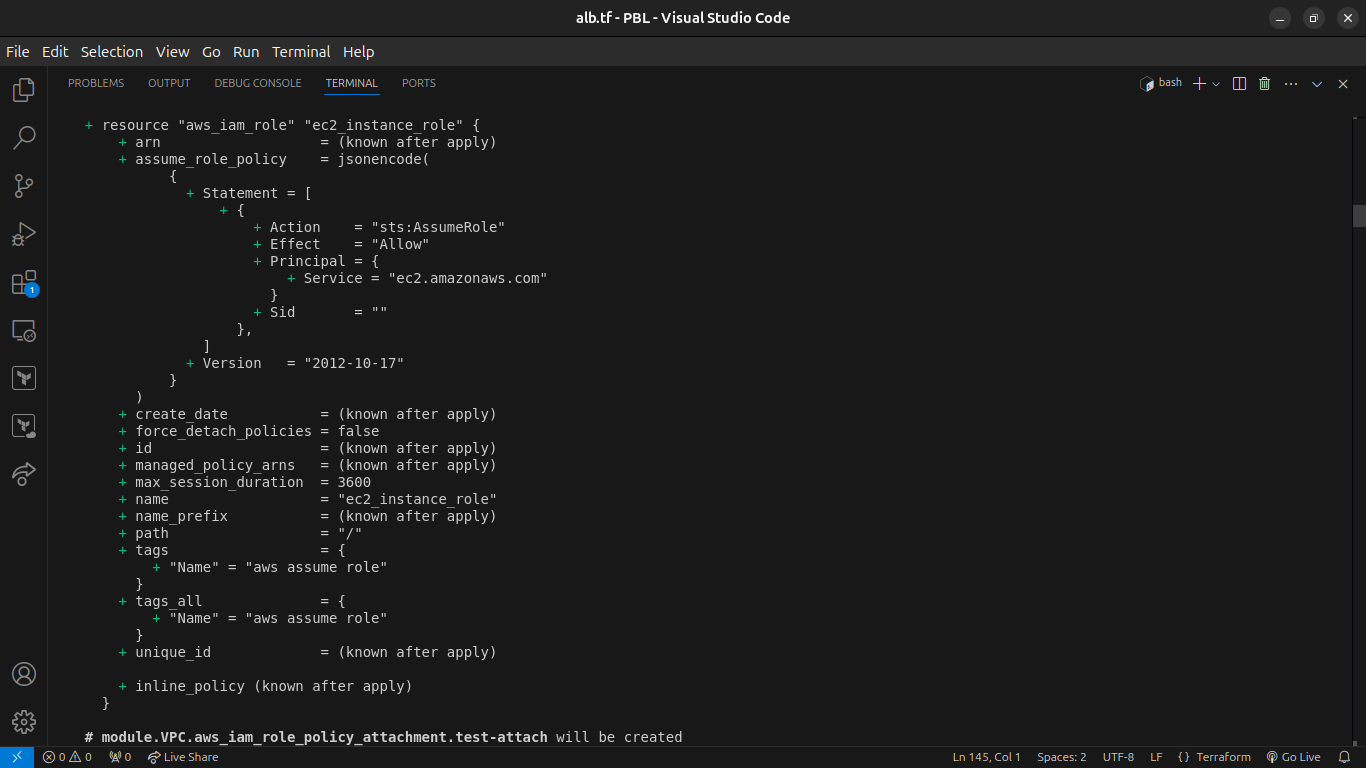 alb.tf - PBL - Visual Studio Code
File Edit Selection View Go Run Terminal Help
PROBLEMS OUTPUT DEBUG CONSOLE TERMINAL PORTS bash
+ resource "aws_iam_role" "ec2_instance_role" {
+ arn = (known after apply)
+ assume_role_policy = jsonencode(
{
+ Statement = [
+ {
+ Action = "sts:AssumeRole"
+ Effect = "Allow"
+ Principal = {
+ Service = "ec2.amazonaws.com"
}
+ Sid = ""
},
]
+ Version = "2012-10-17"
}
)
+ create_date = (known after apply)
+ force_detach_policies = false
+ id = (known after apply)
+ managed_policy_arns = (known after apply)
+ max_session_duration = 3600
+ name = "ec2_instance_role"
+ name_prefix = (known after apply)
+ path = "/"
+ tags = {
+ "Name" = "aws assume role"
}
+ tags_all = {
+ "Name" = "aws assume role"
}
+ unique_id = (known after apply)
+ inline_policy (known after apply)
}
# module.VPC.aws_iam_role_policy_attachment.test-attach will be created
1
0 0 0 Live Share Ln 145, Col 1 Spaces: 2 UTF-8 LF {} Terraform Go Live